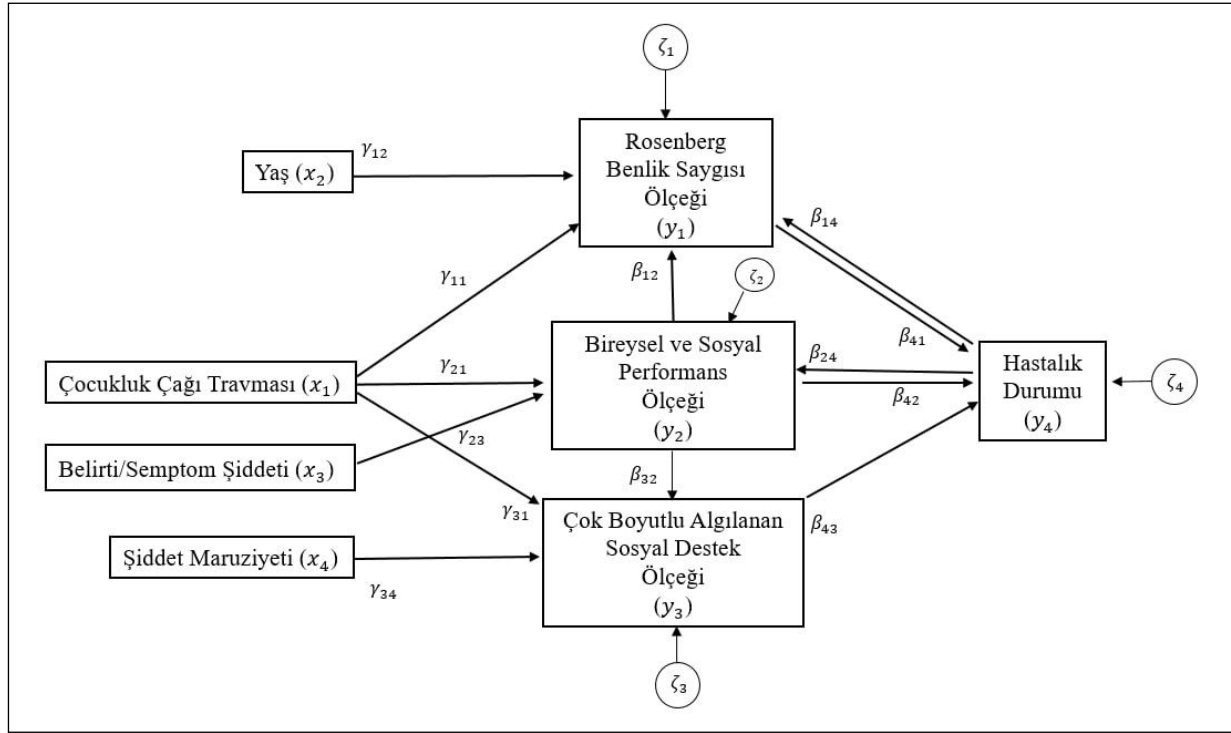 ζ₁
Rosenberg
Benlik Saygısı
Ölçeği
(y₁)
γ₁₂
Yaş (x₂)
β₁₄
γ₁₁
β₁₂
ζ₂
β₄₁
Bireysel ve Sosyal
Performans
Ölçeği
(y₂)
β₂₄
Hastalık
Durumu
(y₄)
ζ₄
Çocukluk Çağı Travması (x₁)
γ₂₁
β₄₂
γ₂₃
Belirti/Semptom Şiddeti (x₃)
β₃₂
γ₃₁
Çok Boyutlu Algılanan
Sosyal Destek
Ölçeği
(y₃)
β₄₃
Şiddet Maruziyeti (x₄)
γ₃₄
ζ₃